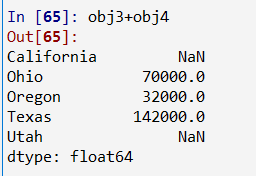 In [65]: obj3+obj4
Out[65]:
California NaN
Ohio 70000.0
Oregon 32000.0
Texas 142000.0
Utah NaN
dtype: float64